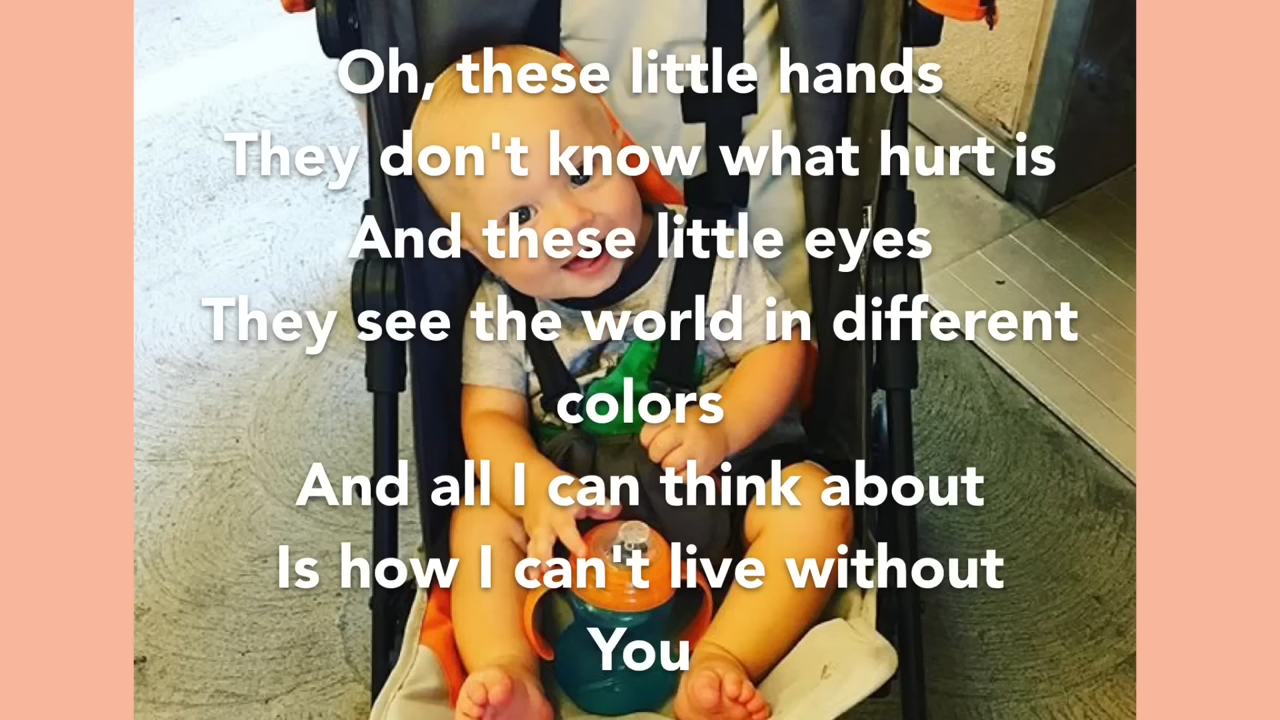 Oh, these little hands
They don't know what hurt is
And these little eyes
They see the world in different
colors
And all I can think about
Is how I can't live without
You